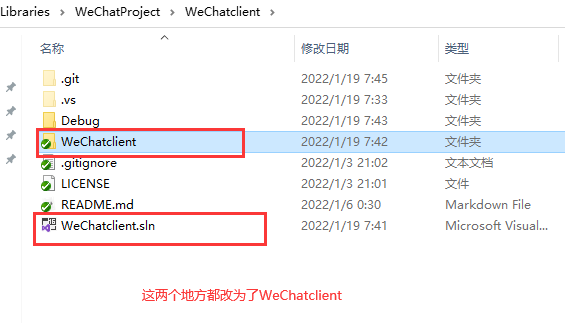 Libraries > WeChatProject > WeChatclient >
名称 修改日期 类型
.git 2022/1/19 7:45 文件夹
.vs 2022/1/19 7:33 文件夹
Debug 2022/1/19 7:43 文件夹
WeChatclient 2022/1/19 7:42 文件夹
.gitignore 2022/1/3 21:02 文本文档
LICENSE 2022/1/3 21:01 文件
README.md 2022/1/6 0:30 Markdown File
WeChatclient.sln 2022/1/19 7:41 Microsoft Visual...
这两个地方都改为了WeChatclient